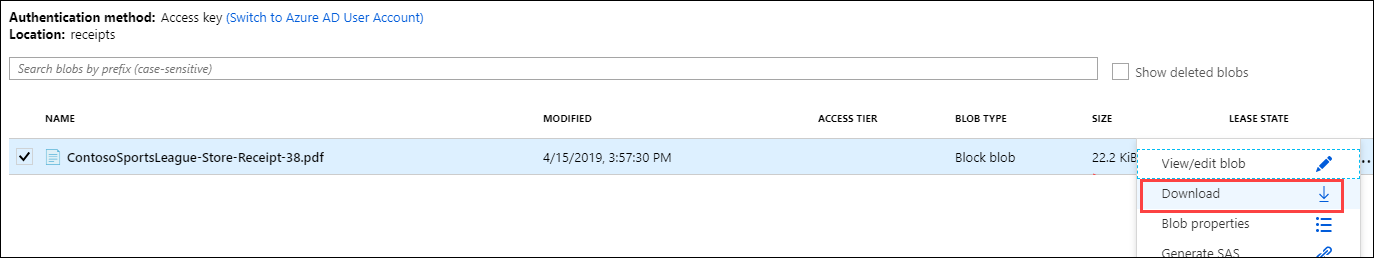 Authentication method: Access key (Switch to Azure AD User Account)
Location: receipts
Search blobs by prefix (case-sensitive)
Show deleted blobs
NAME MODIFIED ACCESS TIER BLOB TYPE SIZE LEASE STATE
ContosoSportsLeague-Store-Receipt-38.pdf 4/15/2019, 3:57:30 PM Block blob 22.2 KiB
View/edit blob
Download
Blob properties
Generate SAS